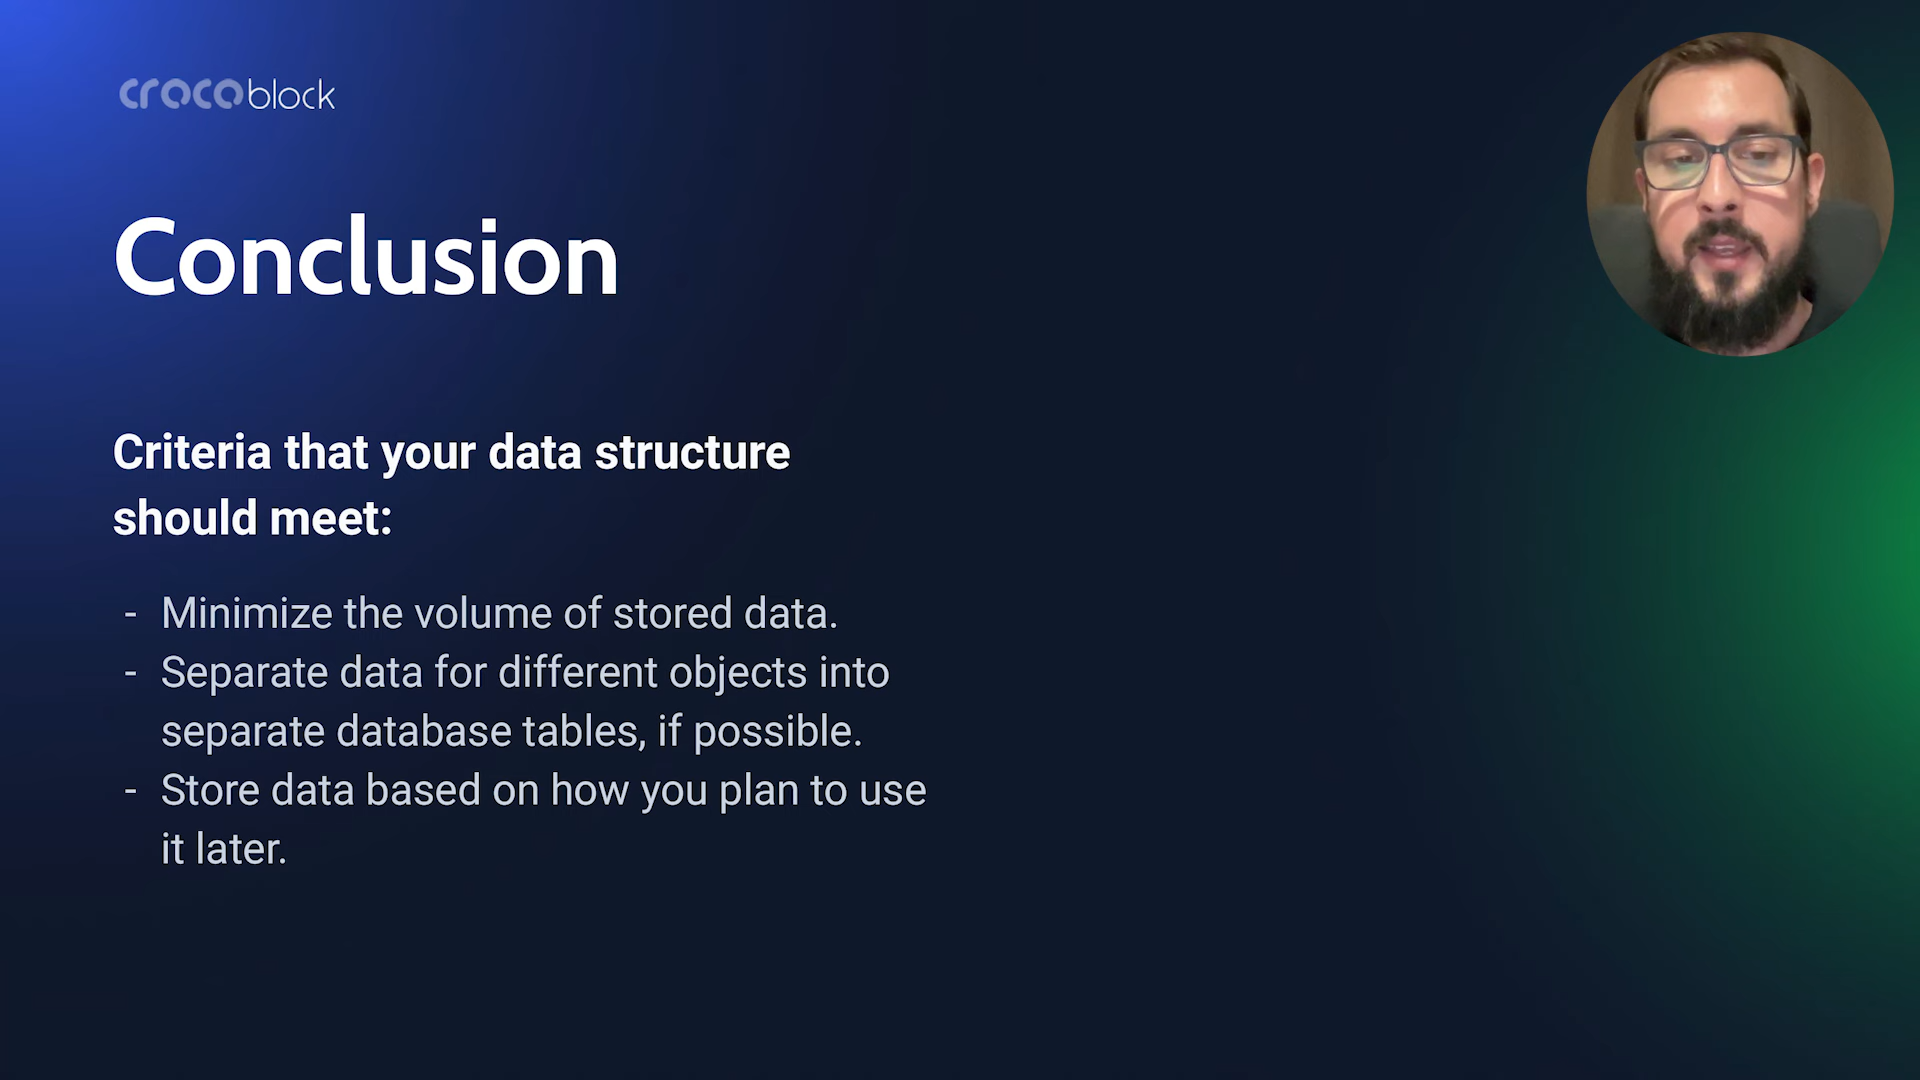 crocoblock
Conclusion
Criteria that your data structure
should meet:
- Minimize the volume of stored data.
- Separate data for different objects into
separate database tables, if possible.
- Store data based on how you plan to use
it later.